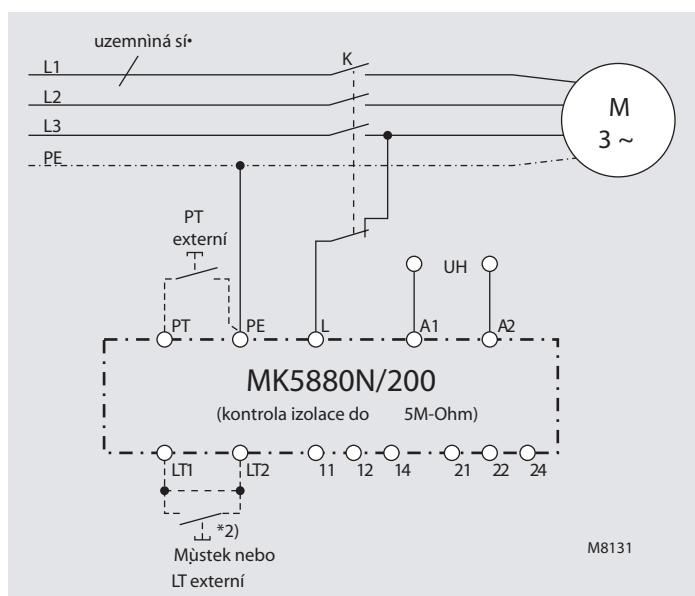 uzemnìná sí•
L1
K
L2
L3
PE
M
3 ~
PT
externí
UH
PT
PE
L
A1
A2
MK5880N/200
(kontrola izolace do 5M-Ohm)
LT1
LT2
11
12
14
21
22
24
*2)
Mùstek nebo
LT externí
M8131